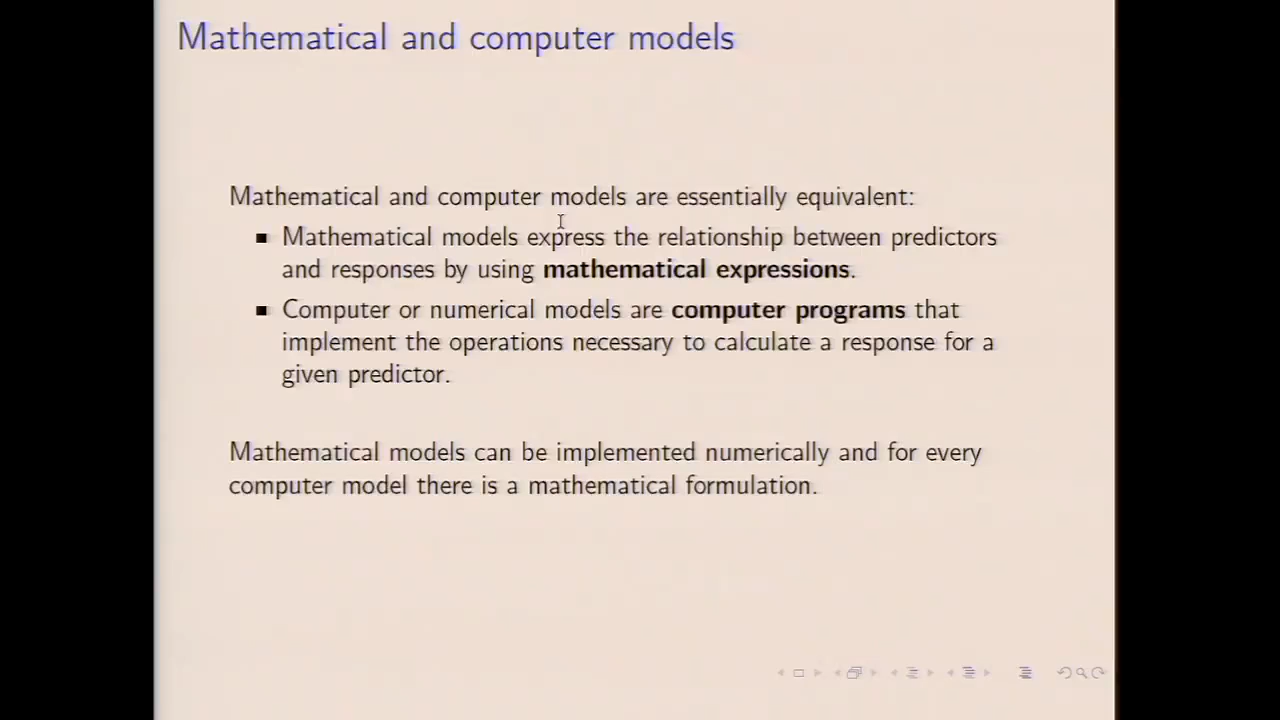 Mathematical and computer models
Mathematical and computer models are essentially equivalent:
Mathematical models express the relationship between predictors
and responses by using mathematical expressions.
Computer or numerical models are computer programs that
implement the operations necessary to calculate a response for a
given predictor.
Mathematical models can be implemented numerically and for every
computer model there is a mathematical formulation.